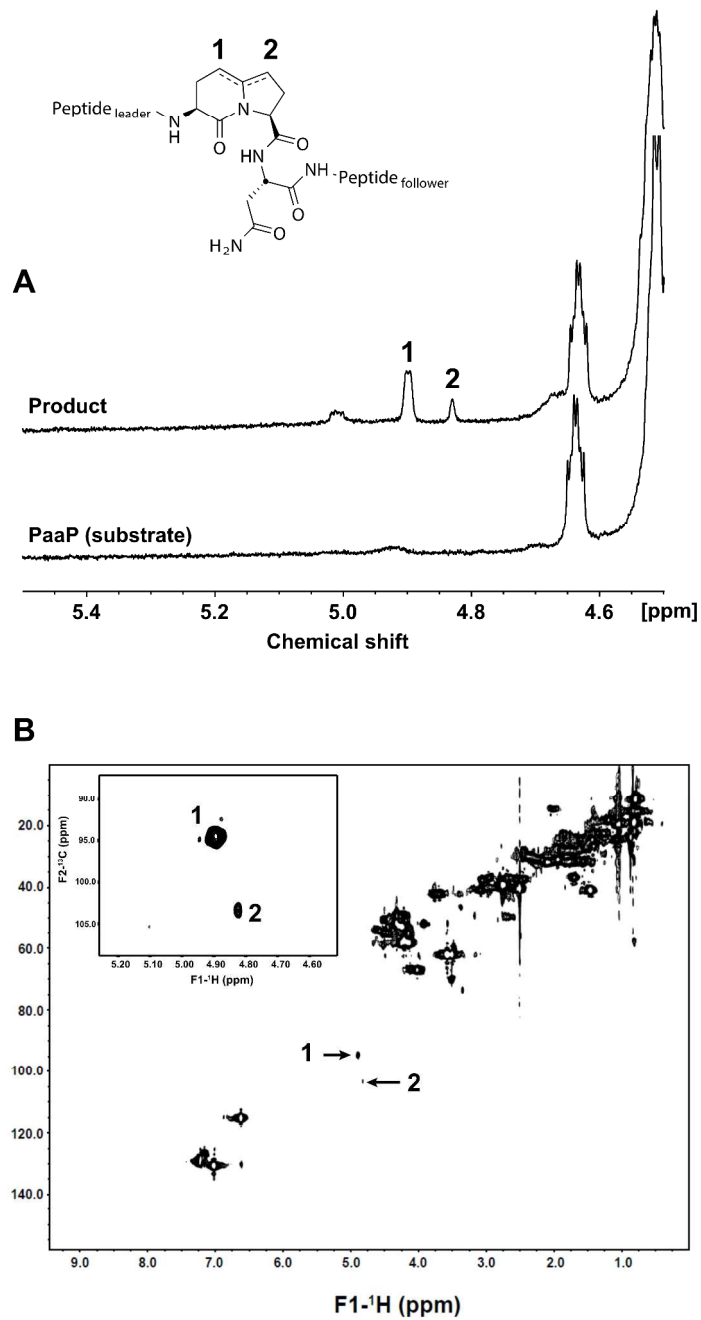 1 2
Peptide leader
N
H
N
O
O
HN
NH-Peptide follower
O
H₂N
O
A
1
2
Product
PaaP (substrate)
5.4 5.2 5.0 4.8 4.6 [ppm]
Chemical shift
B
90.0
95.0
100.0
105.0
F2-¹³C (ppm)
1
2
5.20 5.10 5.00 4.90 4.80 4.70 4.60
F1-¹H (ppm)
20.0
40.0
60.0
80.0
100.0
120.0
140.0
1
2
9.0 8.0 7.0 6.0 5.0 4.0 3.0 2.0 1.0
F1-¹H (ppm)